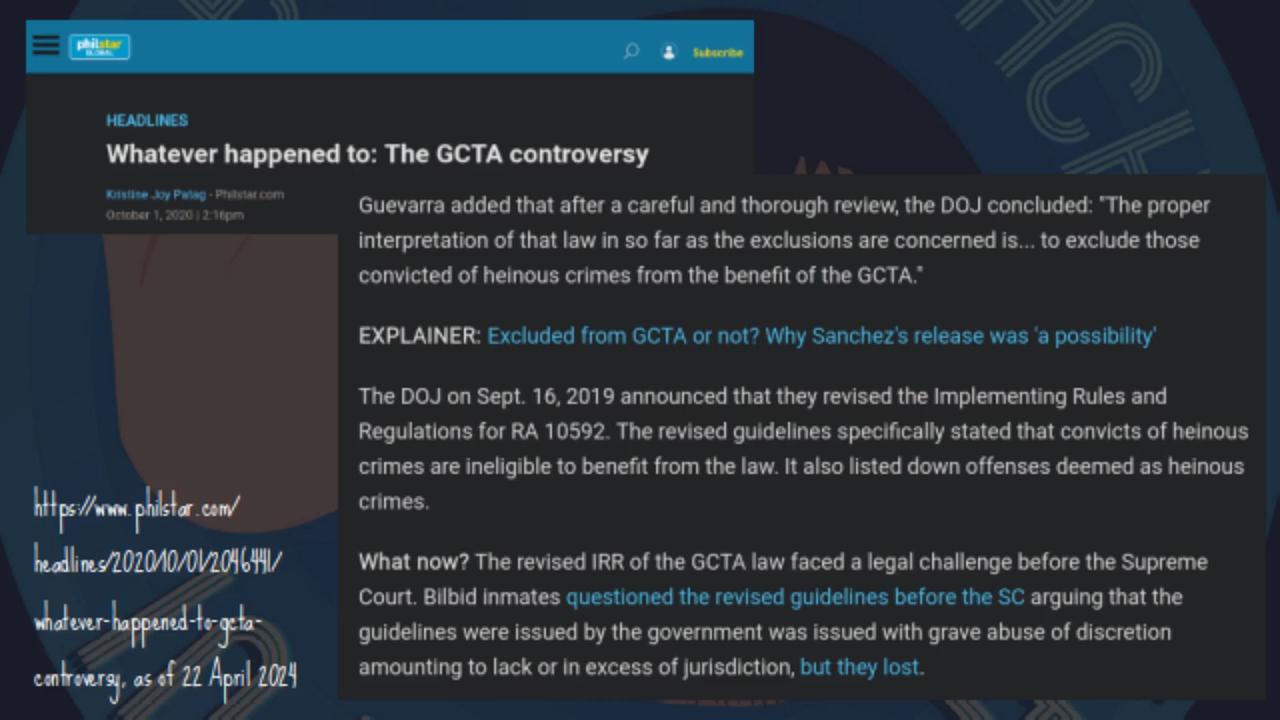 philstar
GLOBAL
Subscribe
HEADLINES
Whatever happened to: The GCTA controversy
Kristine Joy Patag - Philstar.com
October 1, 2020 | 2:16pm
Guevarra added that after a careful and thorough review, the DOJ concluded: "The proper
interpretation of that law in so far as the exclusions are concerned is... to exclude those
convicted of heinous crimes from the benefit of the GCTA."
EXPLAINER: Excluded from GCTA or not? Why Sanchez's release was 'a possibility'
The DOJ on Sept. 16, 2019 announced that they revised the Implementing Rules and
Regulations for RA 10592. The revised guidelines specifically stated that convicts of heinous
crimes are ineligible to benefit from the law. It also listed down offenses deemed as heinous
crimes.
What now? The revised IRR of the GCTA law faced a legal challenge before the Supreme
Court. Bilbid inmates questioned the revised guidelines before the SC arguing that the
guidelines were issued by the government was issued with grave abuse of discretion
amounting to lack or in excess of jurisdiction, but they lost.
https://www.philstar.com/
headlines/2020/10/01/2046441/
whatever-happened-to-gcta-
controversy, as of 22 April 2024